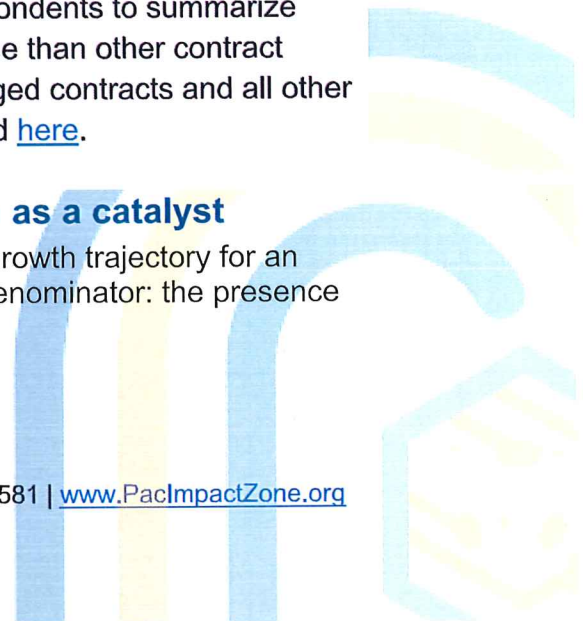 ondents to summarize
e than other contract
ged contracts and all other
d here.
as a catalyst
rowth trajectory for an
enominator: the presence
581 | www.PacImpactZone.org